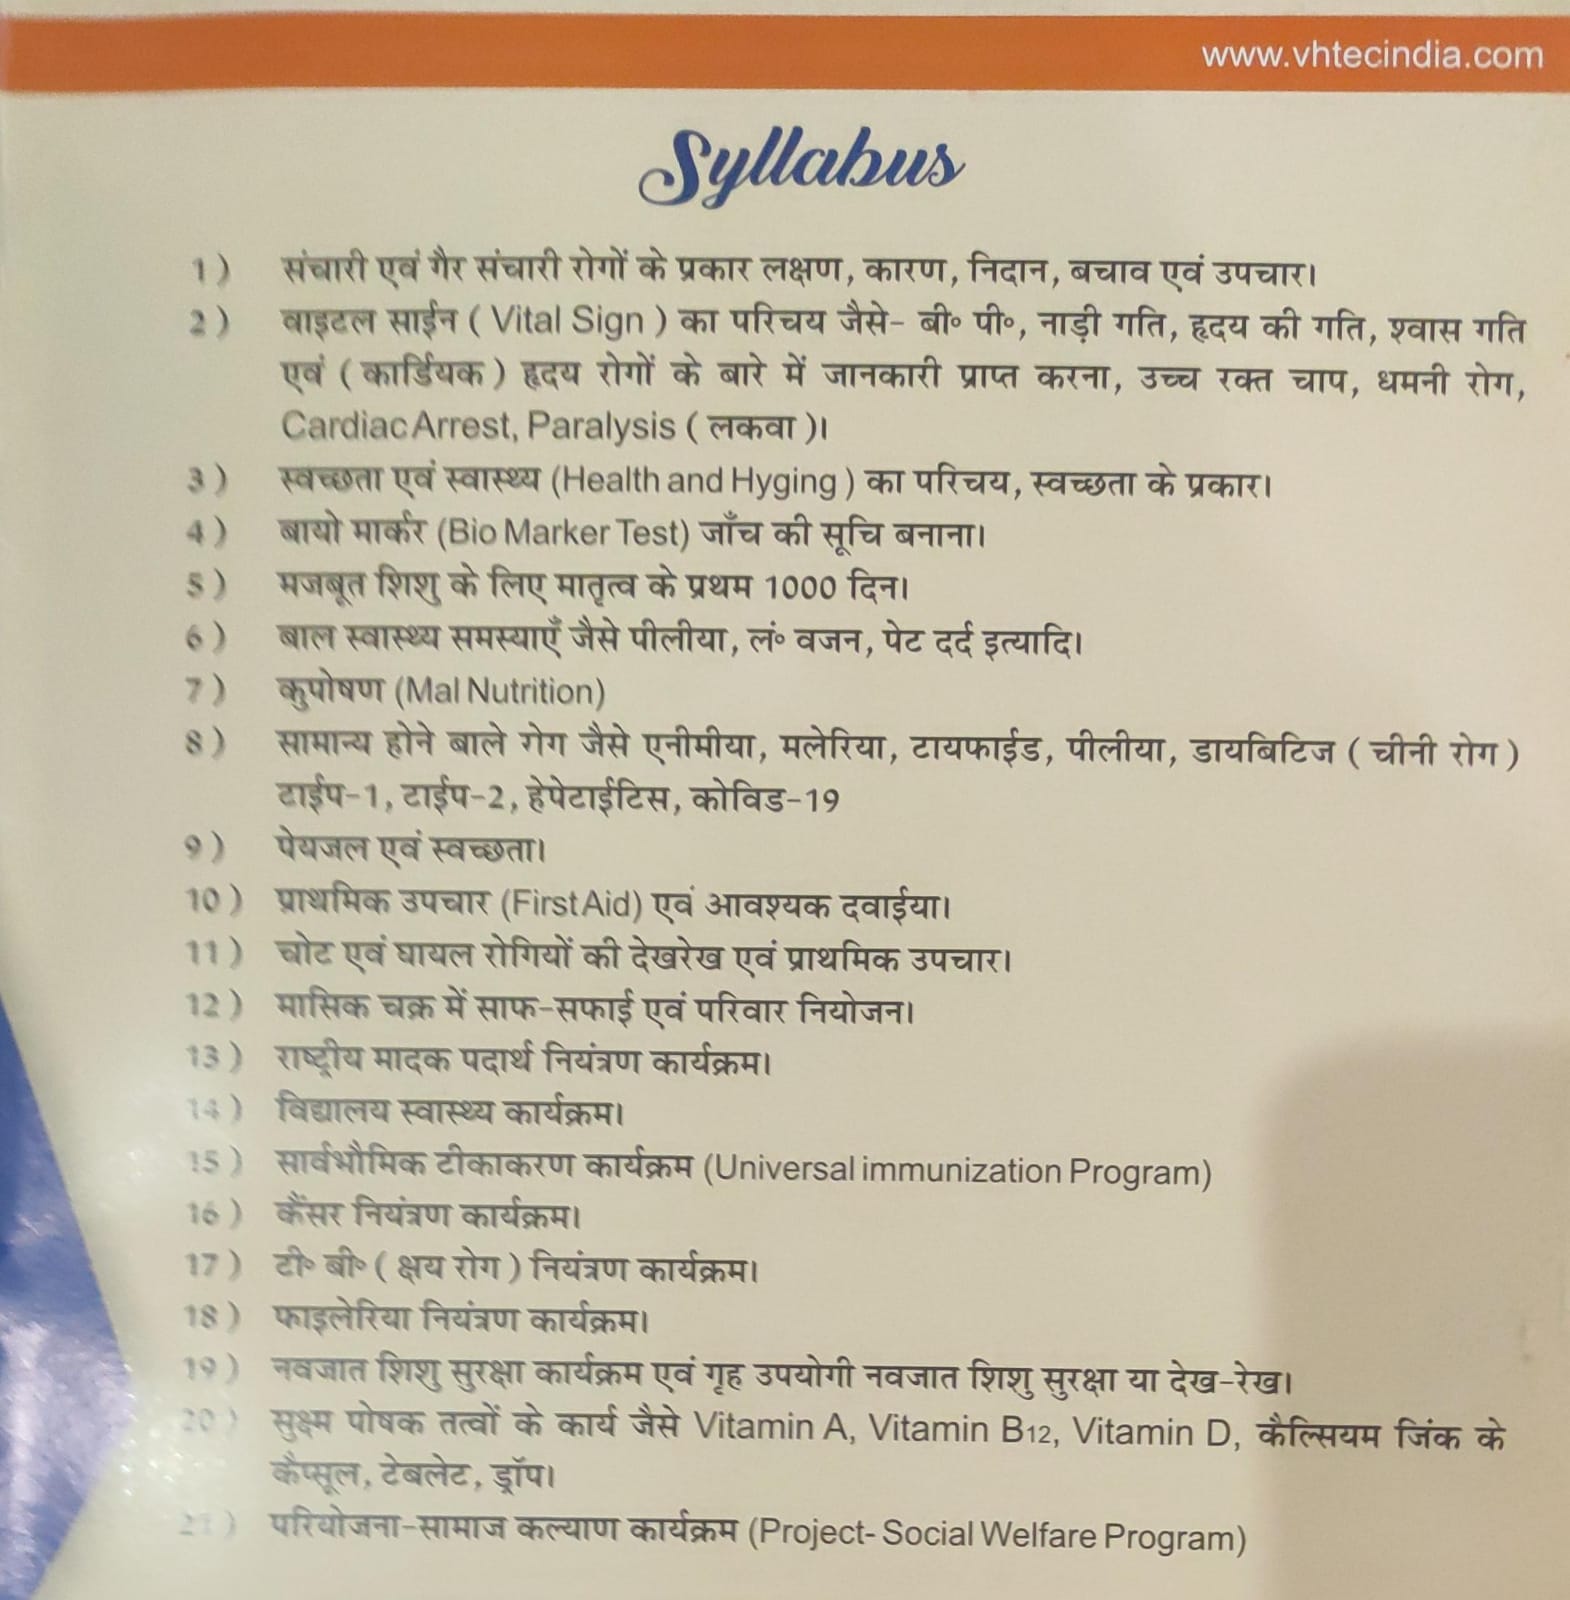 www.vhtecindia.com
Syllabus
1) संचारी एवं गैर संचारी रोगों के प्रकार लक्षण, कारण, निदान, बचाव एवं उपचार।
2) वाइटल साईन ( Vital Sign ) का परिचय जैसे- बी॰ पी॰, नाड़ी गति, हृदय की गति, श्वास गति
एवं ( कार्डियक ) हृदय रोगों के बारे में जानकारी प्राप्त करना, उच्च रक्त चाप, धमनी रोग,
Cardiac Arrest, Paralysis ( लकवा )।
3) स्वच्छता एवं स्वास्थ्य (Health and Hyging ) का परिचय, स्वच्छता के प्रकार।
4) बायो मार्कर (Bio Marker Test) जाँच की सूचि बनाना।
5) मजबूत शिशु के लिए मातृत्व के प्रथम 1000 दिन।
6) बाल स्वास्थ्य समस्याएँ जैसे पीलीया, लं॰ वजन, पेट दर्द इत्यादि।
7) कुपोषण (Mal Nutrition)
8) सामान्य होने बाले रोग जैसे एनीमीया, मलेरिया, टायफाईड, पीलीया, डायबिटिज ( चीनी रोग )
टाईप-1, टाईप-2, हेपेटाईटिस, कोविड-19
9) पेयजल एवं स्वच्छता।
10) प्राथमिक उपचार (First Aid) एवं आवश्यक दवाईया।
11) चोट एवं घायल रोगियों की देखरेख एवं प्राथमिक उपचार।
12) मासिक चक्र में साफ-सफाई एवं परिवार नियोजन।
13) राष्ट्रीय मादक पदार्थ नियंत्रण कार्यक्रम।
14) विद्यालय स्वास्थ्य कार्यक्रम।
15) सार्वभौमिक टीकाकरण कार्यक्रम (Universal immunization Program)
16) कैंसर नियंत्रण कार्यक्रम।
17) टी॰ बी॰ ( क्षय रोग ) नियंत्रण कार्यक्रम।
18) फाइलेरिया नियंत्रण कार्यक्रम।
19) नवजात शिशु सुरक्षा कार्यक्रम एवं गृह उपयोगी नवजात शिशु सुरक्षा या देख-रेख।
20) सुक्ष्म पोषक तत्वों के कार्य जैसे Vitamin A, Vitamin B12, Vitamin D, कैल्सियम जिंक के
कैप्सूल, टेबलेट, ड्रॉप।
21) परियोजना-सामाज कल्याण कार्यक्रम (Project- Social Welfare Program)